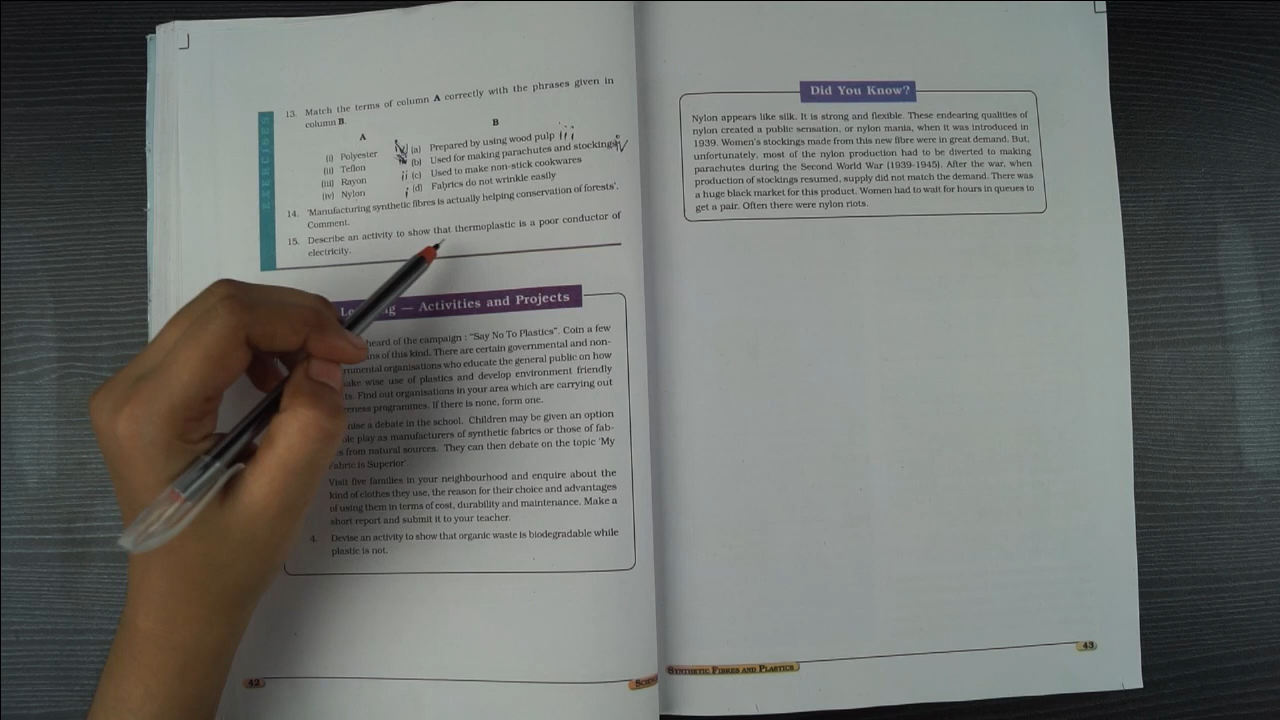 EXERCISES
13. Match the terms of column A correctly with the phrases given in
column B.
A B
(i) Polyester (a) Prepared by using wood pulp iii
(ii) Teflon (b) Used for making parachutes and stockings iv
(iii) Rayon ii (c) Used to make non-stick cookwares
(iv) Nylon i (d) Fabrics do not wrinkle easily
14. 'Manufacturing synthetic fibres is actually helping conservation of forests'.
Comment.
15. Describe an activity to show that thermoplastic is a poor conductor of
electricity.
— Activities and Projects
heard of the campaign : "Say No To Plastics". Coin a few
of this kind. There are certain governmental and non-
organisations who educate the general public on how
wise use of plastics and develop environment friendly
Find out organisations in your area which are carrying out
programmes. If there is none, form one.
a debate in the school. Children may be given an option
play as manufacturers of synthetic fabrics or those of fab-
from natural sources. They can then debate on the topic 'My
Fabric is Superior'.
Visit five families in your neighbourhood and enquire about the
kind of clothes they use, the reason for their choice and advantages
of using them in terms of cost, durability and maintenance. Make a
short report and submit it to your teacher.
4. Devise an activity to show that organic waste is biodegradable while
plastic is not.
42
Did You Know?
Nylon appears like silk. It is strong and flexible. These endearing qualities of
nylon created a public sensation, or nylon mania, when it was introduced in
1939. Women's stockings made from this new fibre were in great demand. But,
unfortunately, most of the nylon production had to be diverted to making
parachutes during the Second World War (1939-1945). After the war, when
production of stockings resumed, supply did not match the demand. There was
a huge black market for this product. Women had to wait for hours in queues to
get a pair. Often there were nylon riots.
SYNTHETIC FIBRES AND PLASTICS
43